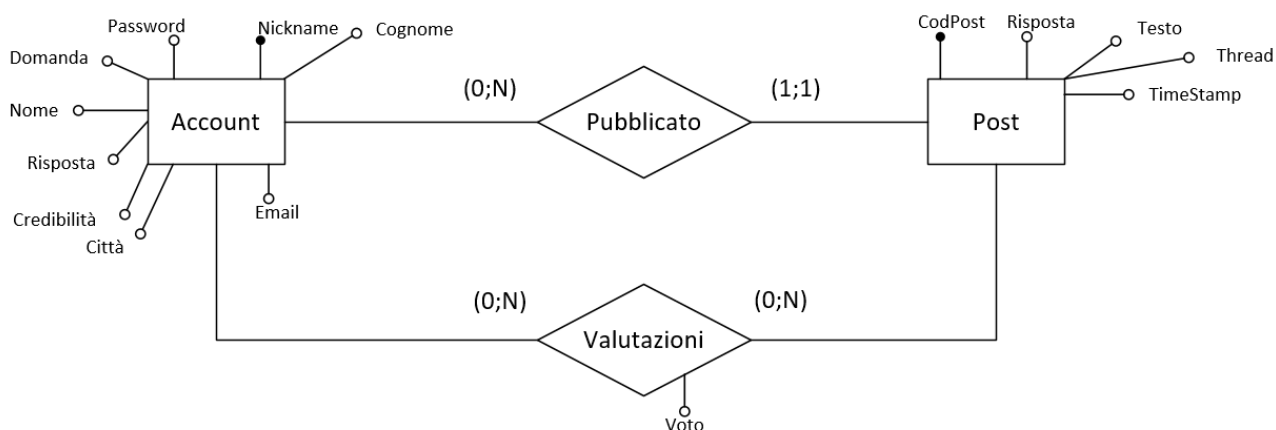 Password
Nickname
Cognome
CodPost
Risposta
Testo
Domanda
Thread
(0;N)
(1;1)
TimeStamp
Nome
Account
Pubblicato
Post
Risposta
Credibilità
Email
Città
(0;N)
(0;N)
Valutazioni
Voto